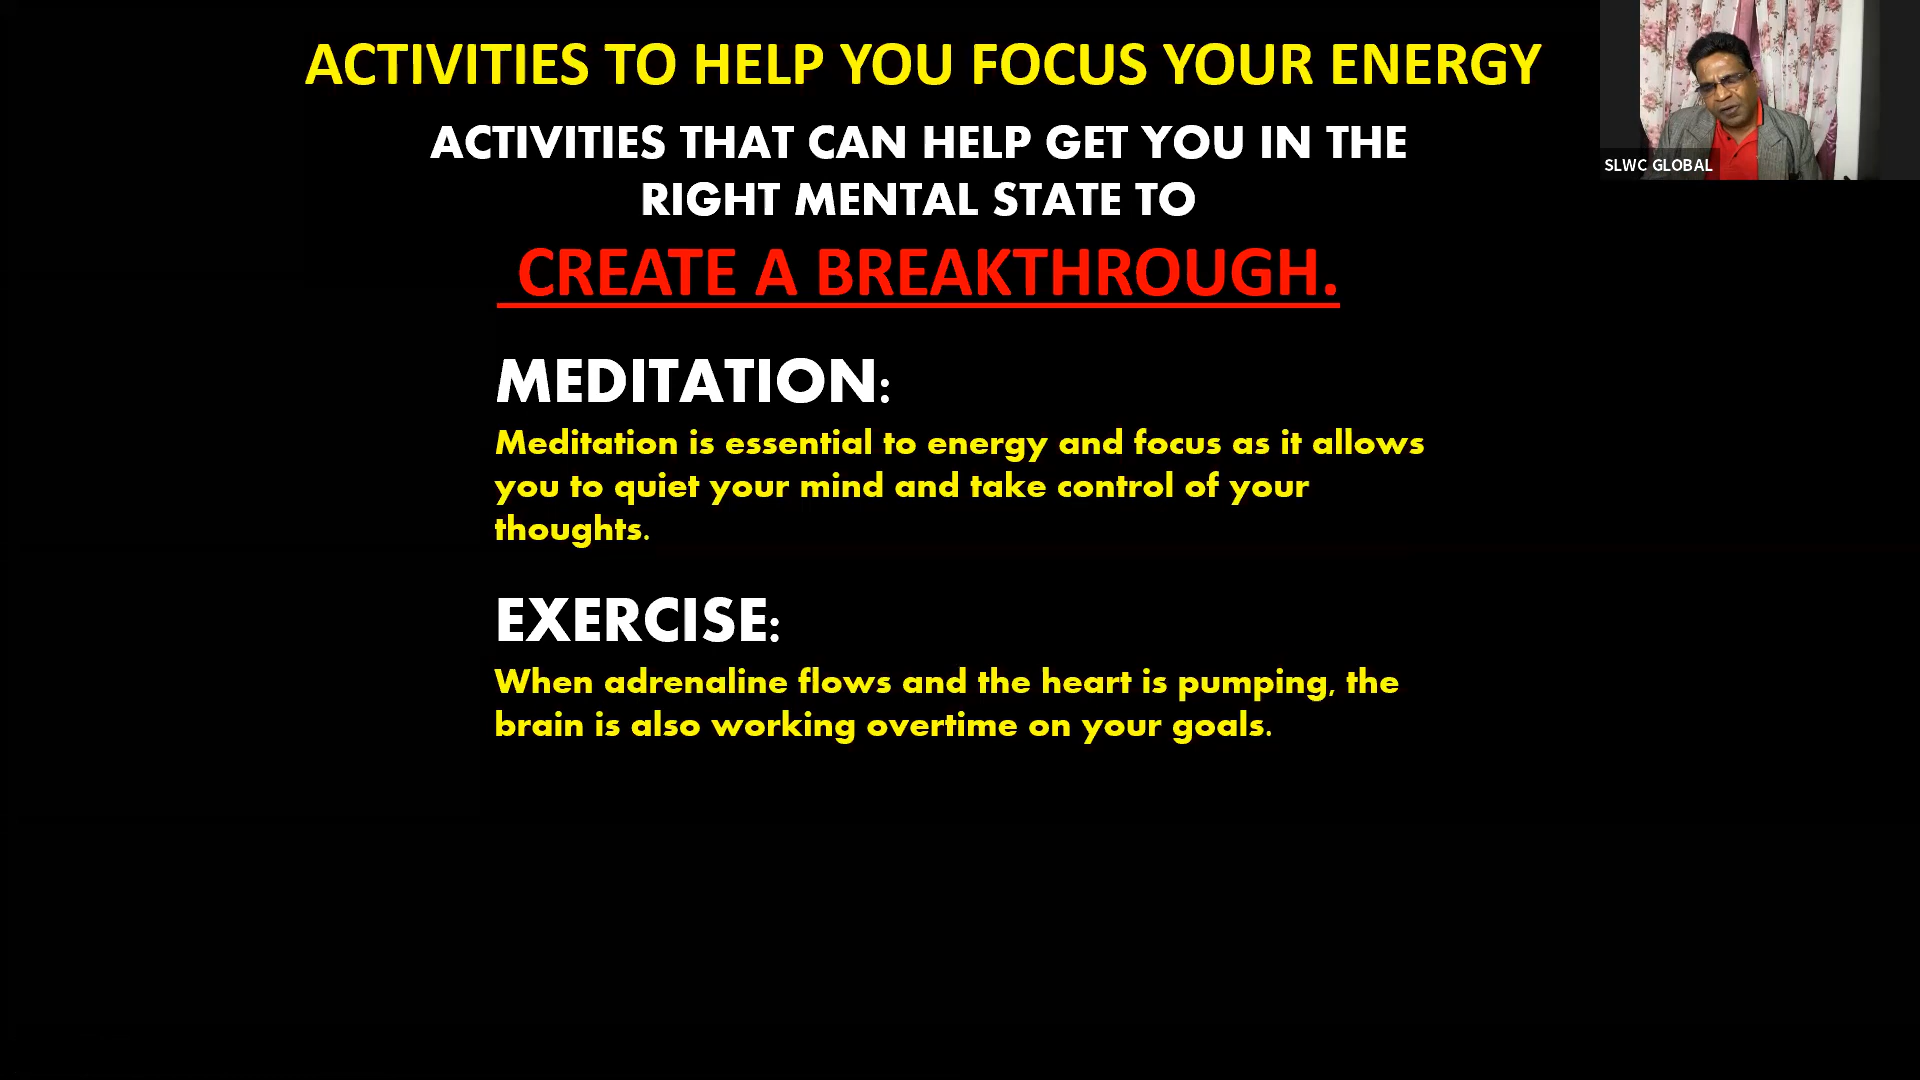 ACTIVITIES TO HELP YOU FOCUS YOUR ENERGY
ACTIVITIES THAT CAN HELP GET YOU IN THE
RIGHT MENTAL STATE TO
CREATE A BREAKTHROUGH.
SLWC GLOBAL
MEDITATION:
Meditation is essential to energy and focus as it allows
you to quiet your mind and take control of your
thoughts.
EXERCISE:
When adrenaline flows and the heart is pumping, the
brain is also working overtime on your goals.